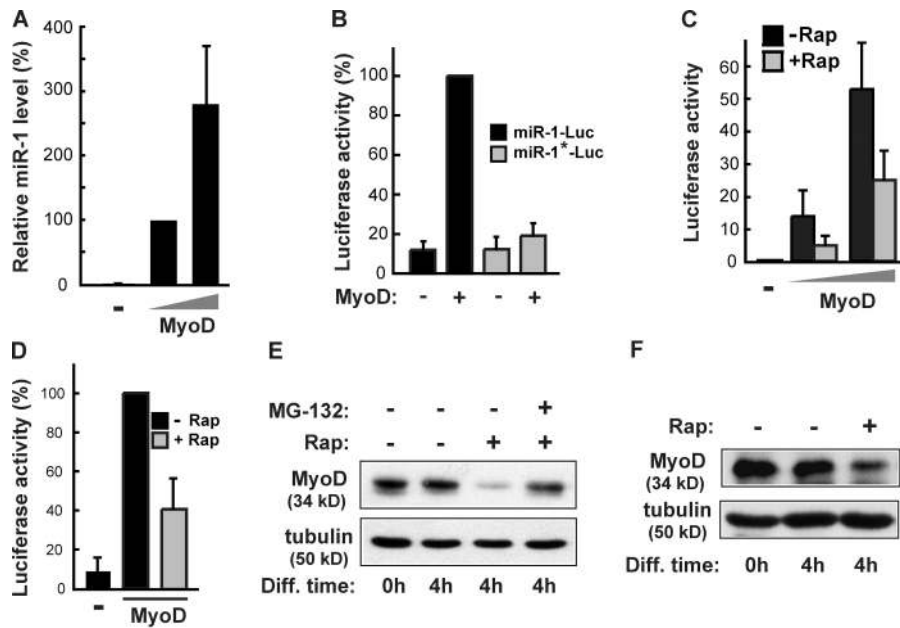 A
Relative miR-1 level (%)
400
300
200
100
0
-
MyoD
B
Luciferase activity (%)
100
80
60
40
20
0
miR-1-Luc
miR-1*-Luc
MyoD: - + - +
C
Luciferase activity
60
50
40
30
20
10
0
-Rap
+Rap
-
MyoD
D
Luciferase activity (%)
100
80
60
40
20
0
- Rap
+ Rap
-
MyoD
E
MG-132: - - - +
Rap: - - + +
MyoD
(34 kD)
tubulin
(50 kD)
Diff. time: 0h 4h 4h 4h
F
Rap: - - +
MyoD
(34 kD)
tubulin
(50 kD)
0h 4h 4h